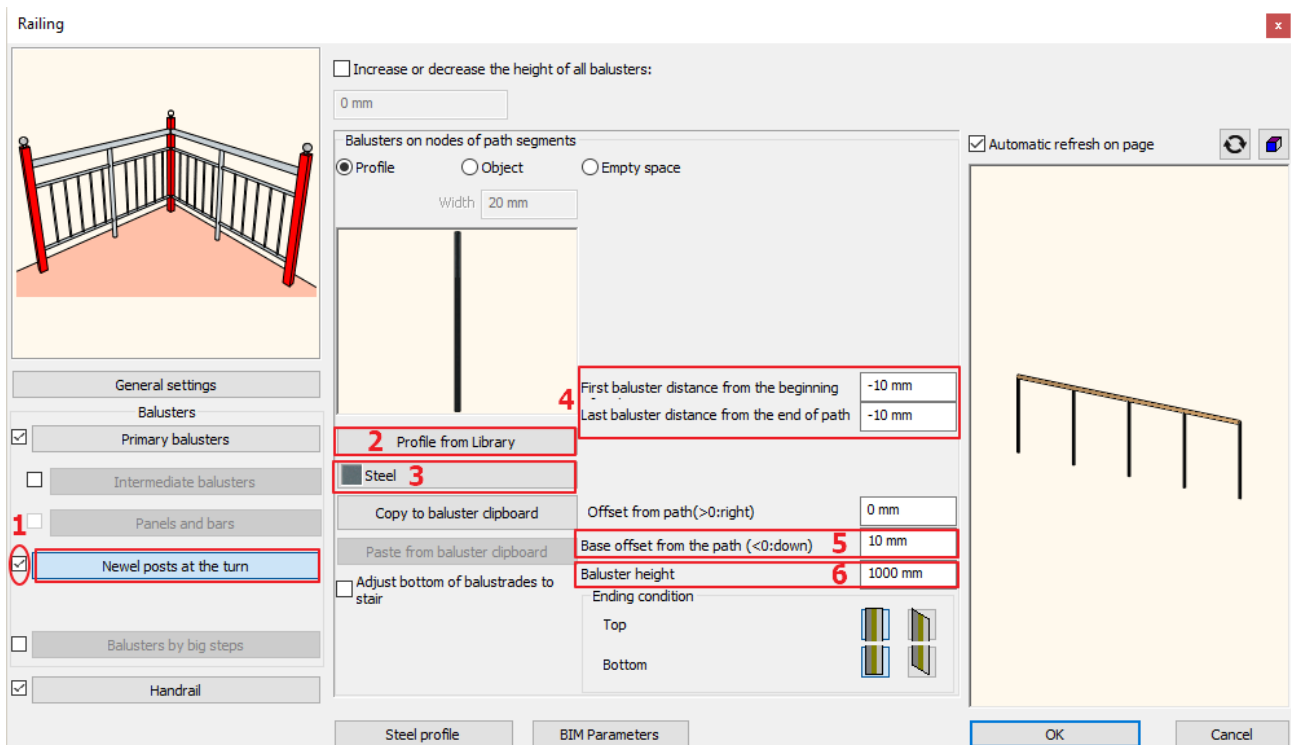 Railing
x
Increase or decrease the height of all balusters:
0 mm
Balusters on nodes of path segments
Profile
Object
Empty space
Width
20 mm
Automatic refresh on page
General settings
Balusters
Primary balusters
Intermediate balusters
Panels and bars
1
Newel posts at the turn
Balusters by big steps
Handrail
4
First baluster distance from the beginning
-10 mm
Last baluster distance from the end of path
-10 mm
2
Profile from Library
Steel
3
Copy to baluster clipboard
Offset from path(>0:right)
0 mm
Paste from baluster clipboard
Base offset from the path (<0:down)
5
10 mm
Adjust bottom of balustrades to
stair
Baluster height
6
1000 mm
Ending condition
Top
Bottom
Steel profile
BIM Parameters
OK
Cancel